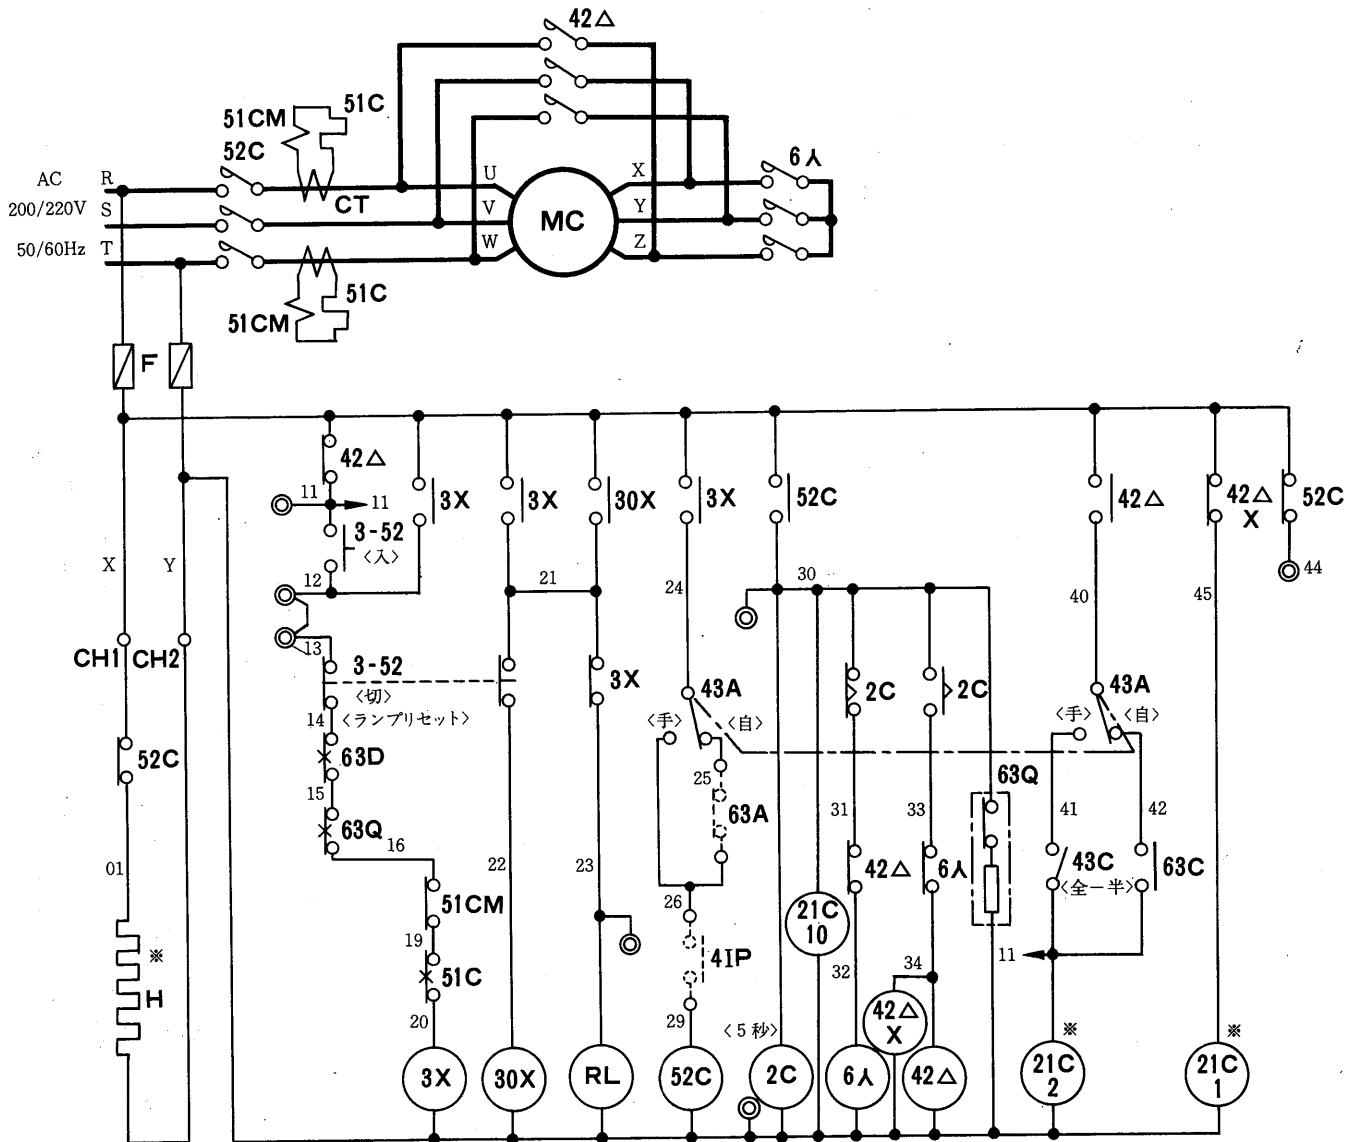 42△
51CM
51C
52C
6人
AC
200/220V
50/60Hz
R
S
T
CT
U
V
W
MC
X
Y
Z
51C
51CM
F
42△
11
11
3X
3X
30X
3X
52C
42△
42△
X
52C
3-52
〈入〉
X
Y
12
21
24
30
40
45
44
13
CH1
CH2
3-52
〈切〉
〈ランプリセット〉
14
3X
43A
〈手〉
〈自〉
2C
2C
43A
〈手〉
〈自〉
52C
63D
15
63Q
16
25
63A
31
33
63Q
41
42
01
22
23
42△
6人
43C
〈全－半〉
63C
51CM
26
21C
10
※
19
4IP
32
34
11
H
51C
42△
X
20
29
〈5秒〉
※
※
3X
30X
RL
52C
2C
6人
42△
21C
2
21C
1